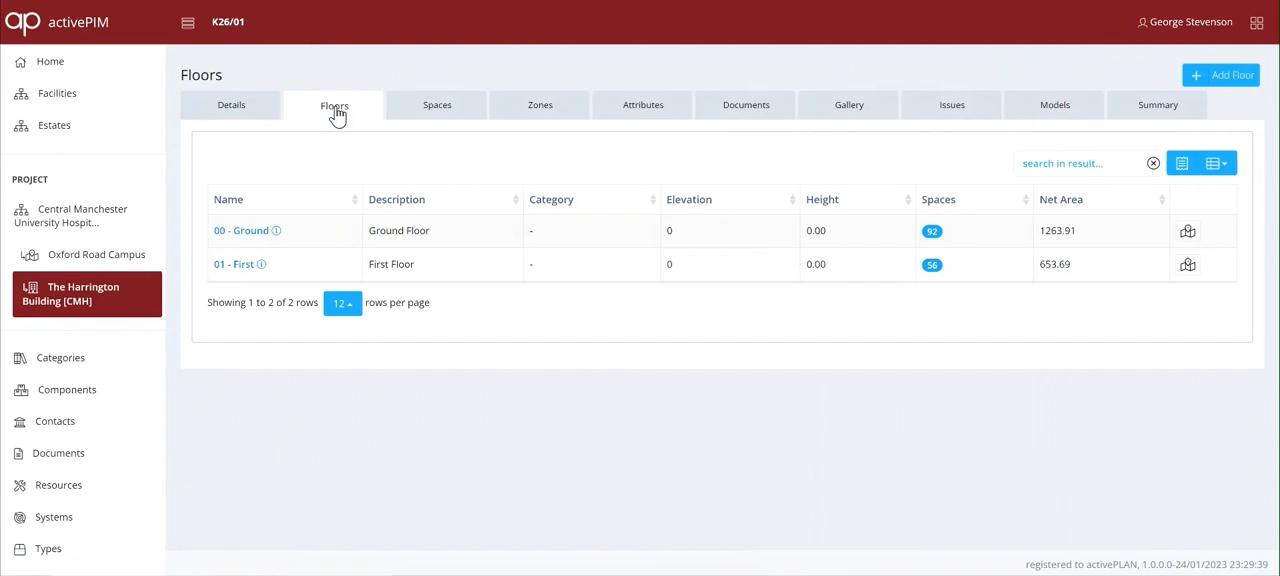 ap activePIM
K26/01
George Stevenson
Home
Facilities
Estates
PROJECT
Central Manchester
University Hospit...
Oxford Road Campus
The Harrington
Building [CMH]
Categories
Components
Contacts
Documents
Resources
Systems
Types
Floors
+ Add Floor
Details Floors Spaces Zones Attributes Documents Gallery Issues Models Summary
search in result...
Name Description Category Elevation Height Spaces Net Area
00 - Ground Ground Floor - 0 0.00 92 1263.91
01 - First First Floor - 0 0.00 56 653.69
Showing 1 to 2 of 2 rows 12 rows per page
registered to activePLAN, 1.0.0.0-24/01/2023 23:29:39